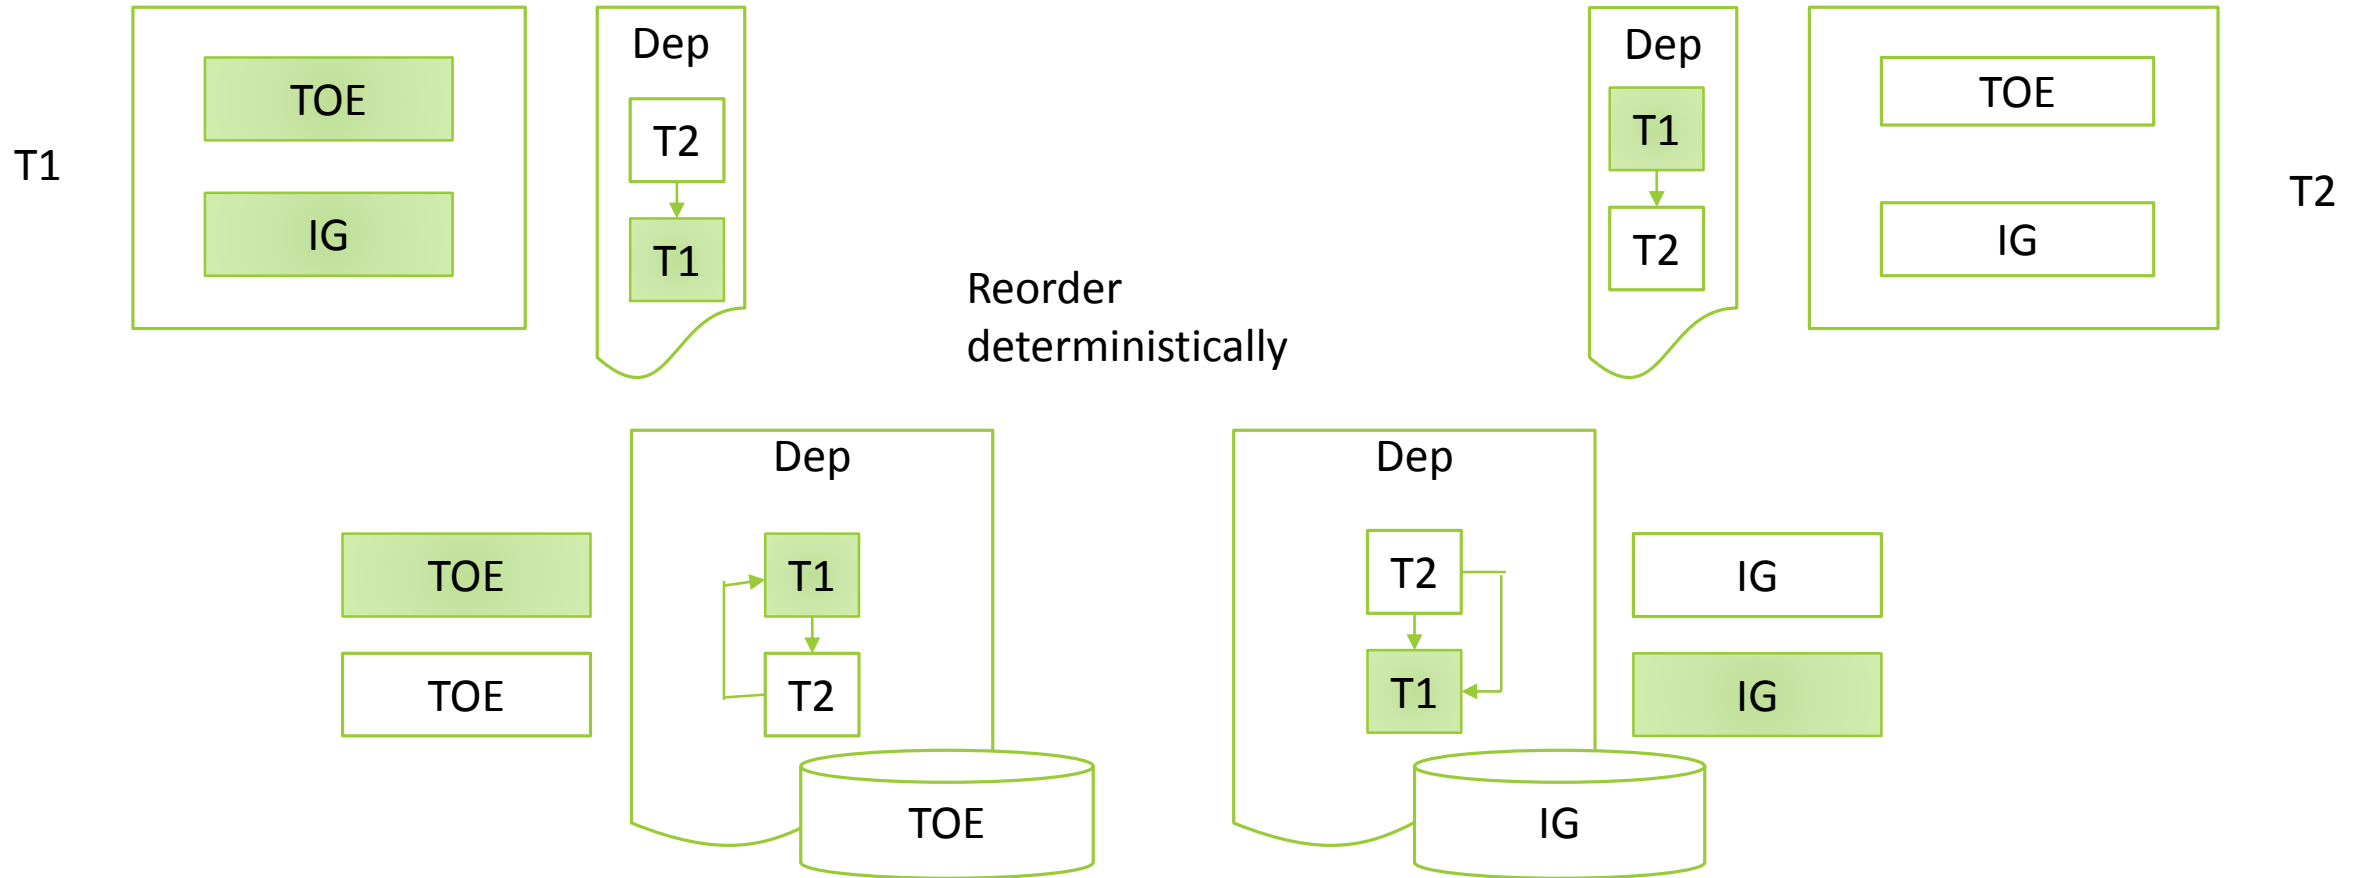 T1
TOE
IG
Dep
T2
T1
Reorder
deterministically
Dep
T1
T2
TOE
IG
T2
TOE
TOE
Dep
T1
T2
TOE
Dep
T2
T1
IG
IG
IG